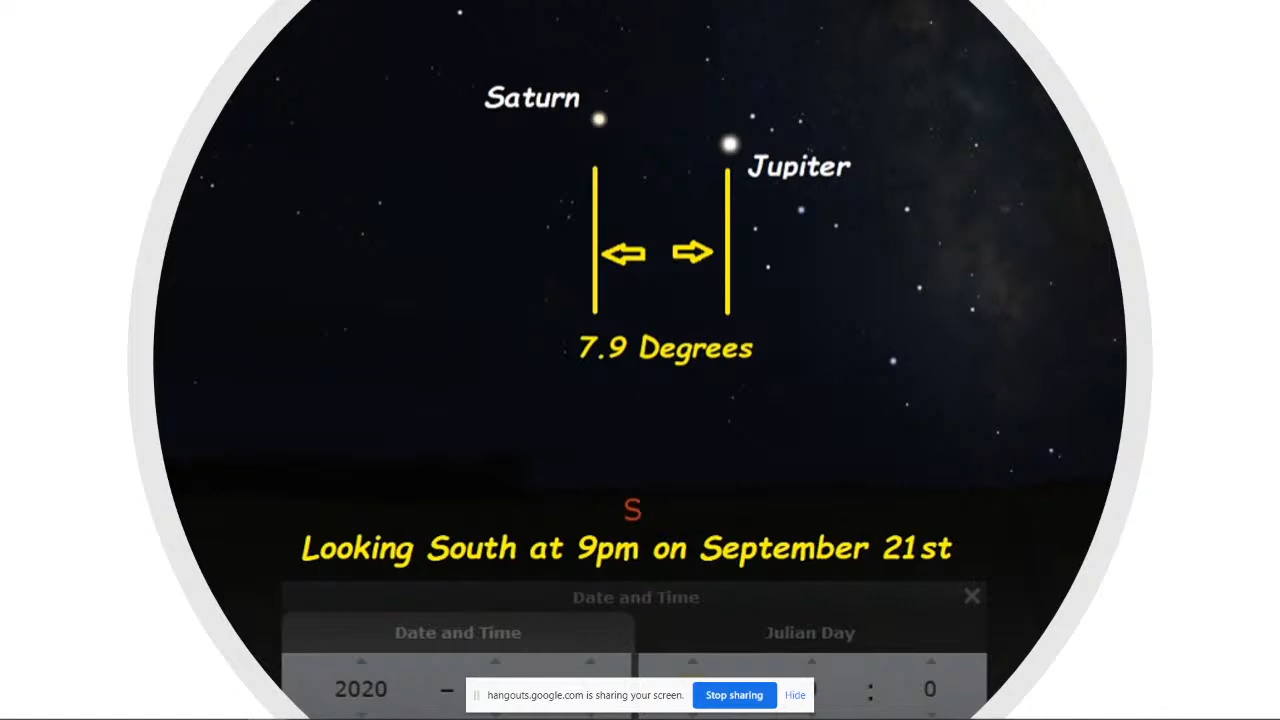 Saturn
Jupiter
7.9 Degrees
S
Looking South at 9pm on September 21st
Date and Time
Date and Time
Julian Day
2020 –
: 0
hangouts.google.com is sharing your screen.
Stop sharing
Hide